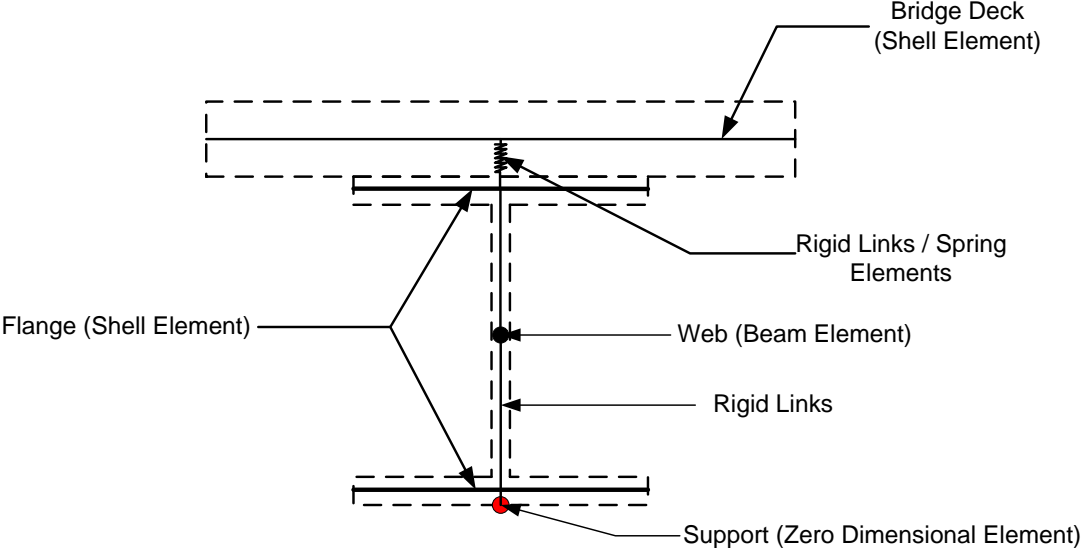 Bridge Deck
(Shell Element)
Rigid Links / Spring
Elements
Flange (Shell Element)
Web (Beam Element)
Rigid Links
Support (Zero Dimensional Element)